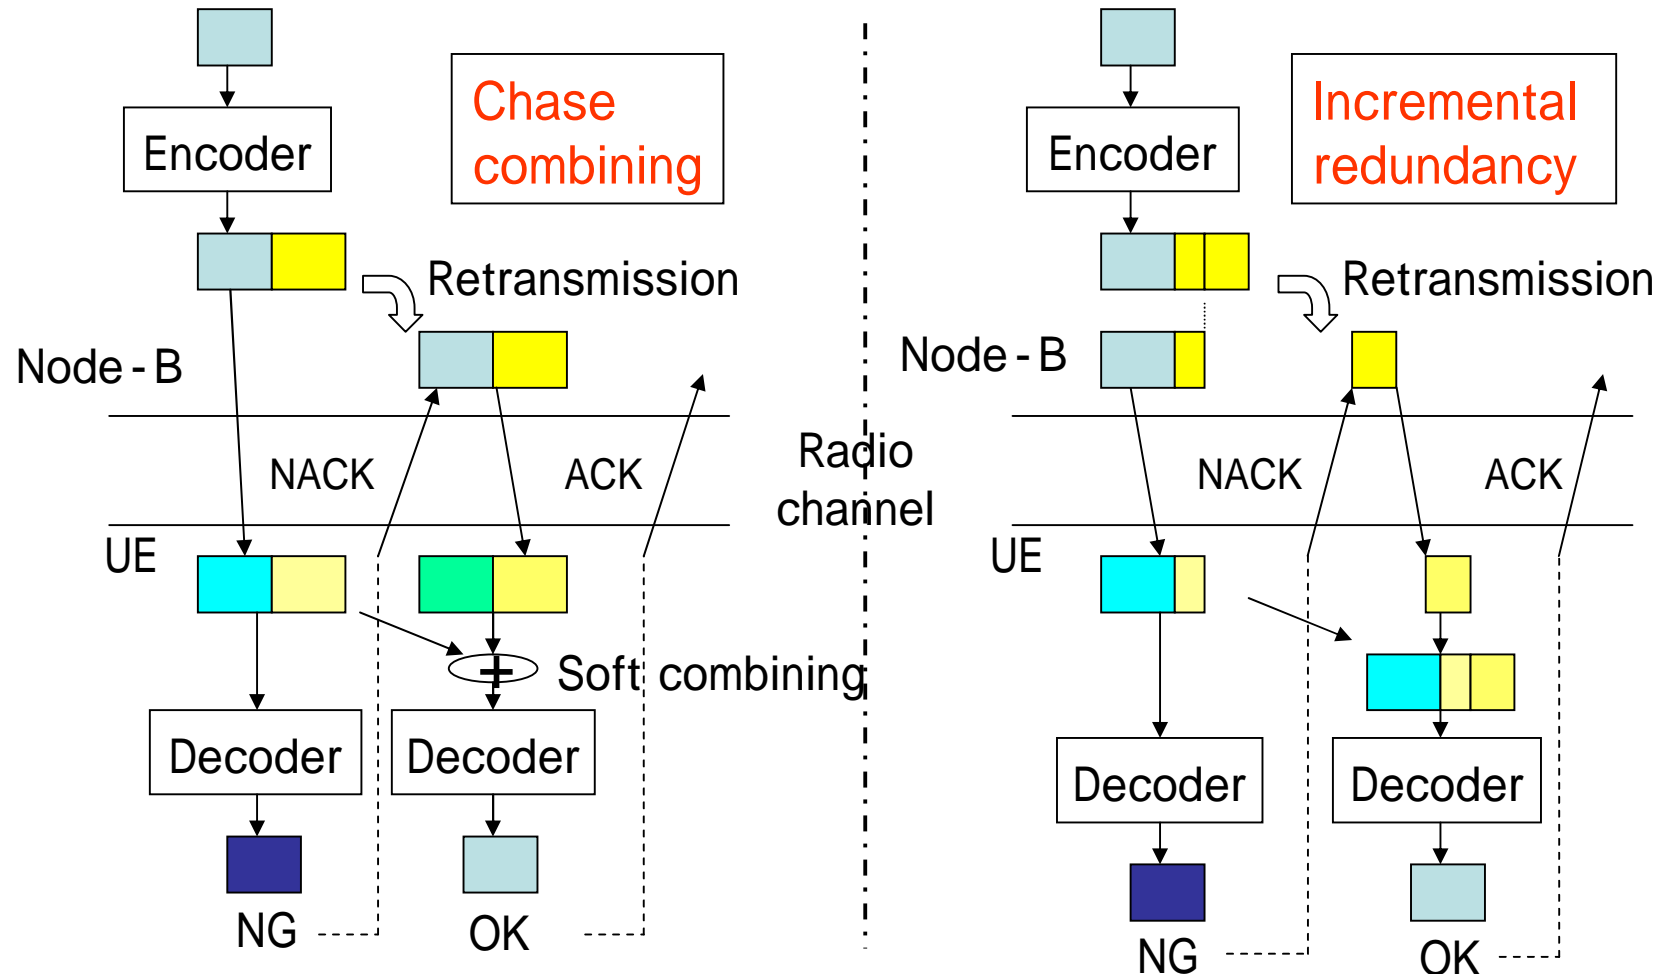 Chase
combining
Encoder
Retransmission
Node - B
NACK
ACK
UE
Soft combining
Decoder
Decoder
NG
OK
Radio
channel
Incremental
redundancy
Encoder
Retransmission
Node - B
NACK
ACK
UE
Decoder
Decoder
NG
OK